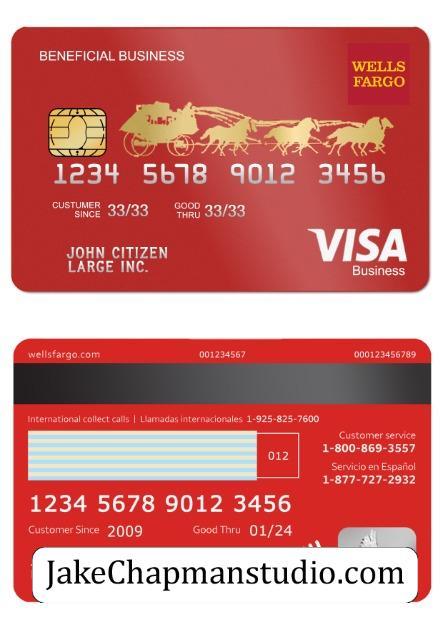 BENEFICIAL BUSINESS
WELLS
FARGO
1234 5678 9012 3456
CUSTUMER
SINCE 33/33 GOOD
THRU 33/33
JOHN CITIZEN
LARGE INC.
VISA
Business
wellsfargo.com 001234567 000123456789
International collect calls | Llamadas internacionales 1-925-825-7600
012
Customer service
1-800-869-3557
Servicio en Español
1-877-727-2932
1234 5678 9012 3456
Customer Since 2009 Good Thru 01/24
JakeChapmanstudio.com